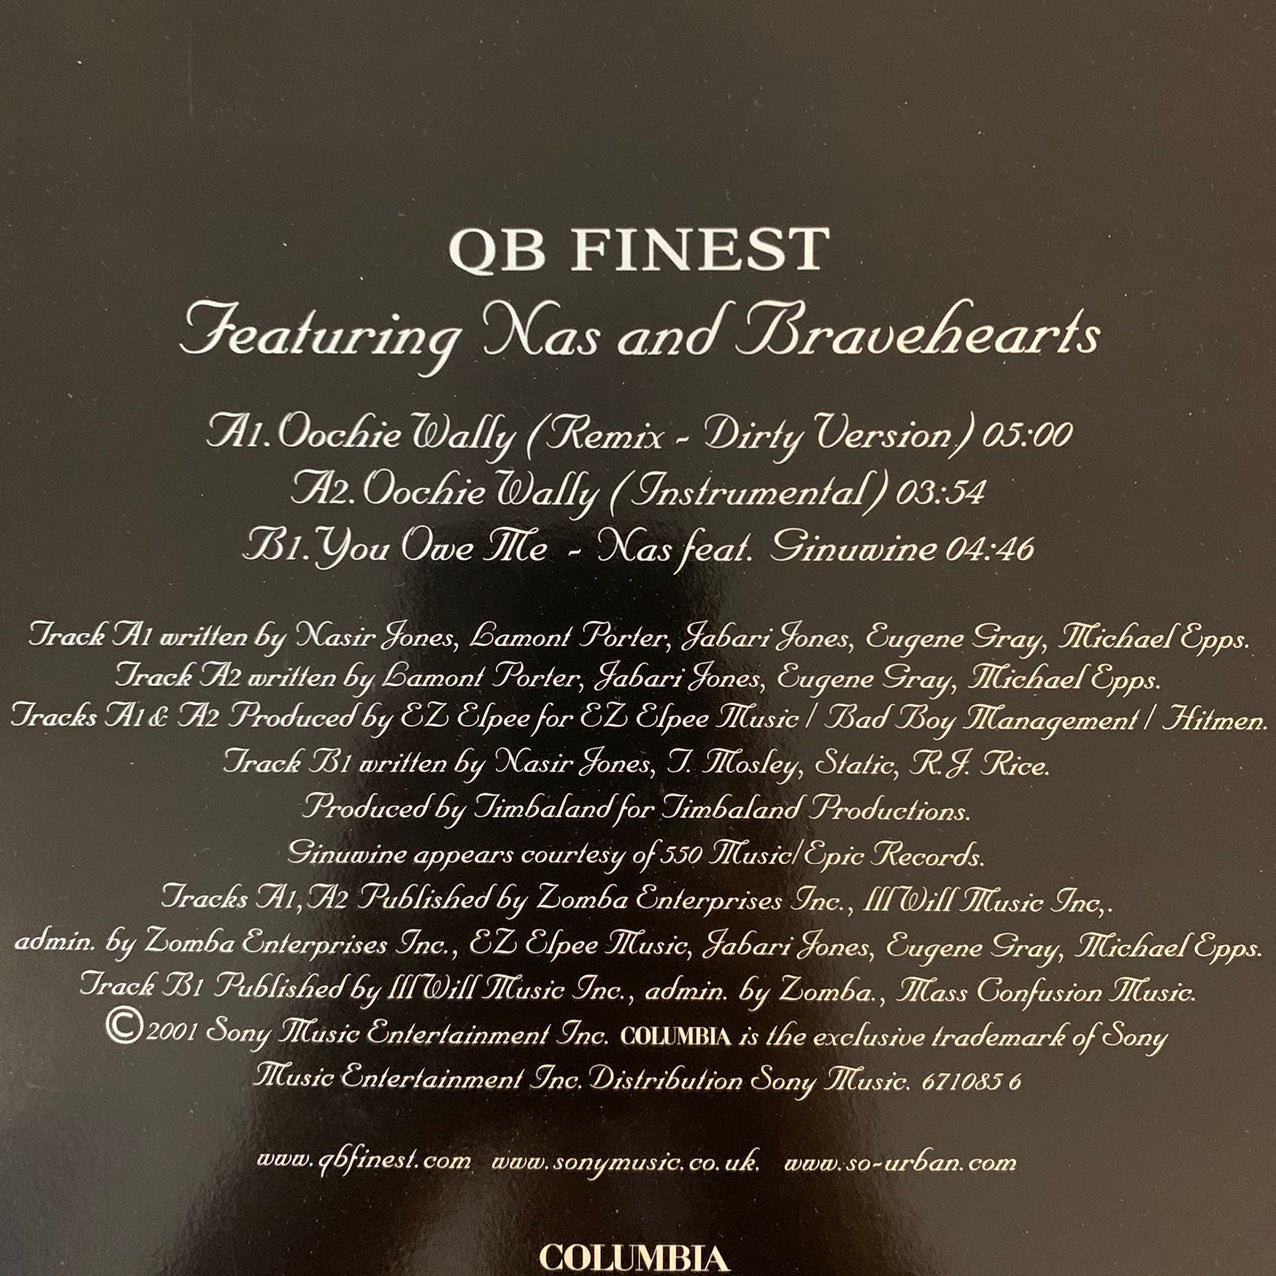 QB FINEST
Featuring Nas and Bravehearts
A1. Oochie Wally (Remix - Dirty Version) 05:00
A2. Oochie Wally (Instrumental) 03:54
B1. You Owe Me - Nas feat. Ginuwine 04:46
Track A1 written by Nasir Jones, Lamont Porter, Jabari Jones, Eugene Gray, Michael Epps.
Track A2 written by Lamont Porter, Jabari Jones, Eugene Gray, Michael Epps.
Tracks A1 & A2 Produced by EZ Elpee for EZ Elpee Music / Bad Boy Management / Hitmen.
Track B1 written by Nasir Jones, T. Mosley, Static, R.J. Rice.
Produced by Timbaland for Timbaland Productions.
Ginuwine appears courtesy of 550 Music/Epic Records.
Tracks A1, A2 Published by Zomba Enterprises Inc., Ill Will Music Inc,.
admin. by Zomba Enterprises Inc., EZ Elpee Music, Jabari Jones, Eugene Gray, Michael Epps.
Track B1 Published by Ill Will Music Inc., admin. by Zomba., Mass Confusion Music.
© 2001 Sony Music Entertainment Inc. COLUMBIA is the exclusive trademark of Sony
Music Entertainment Inc. Distribution Sony Music. 671085 6
www.qbfinest.com www.sonymusic.co.uk. www.so-urban.com
COLUMBIA